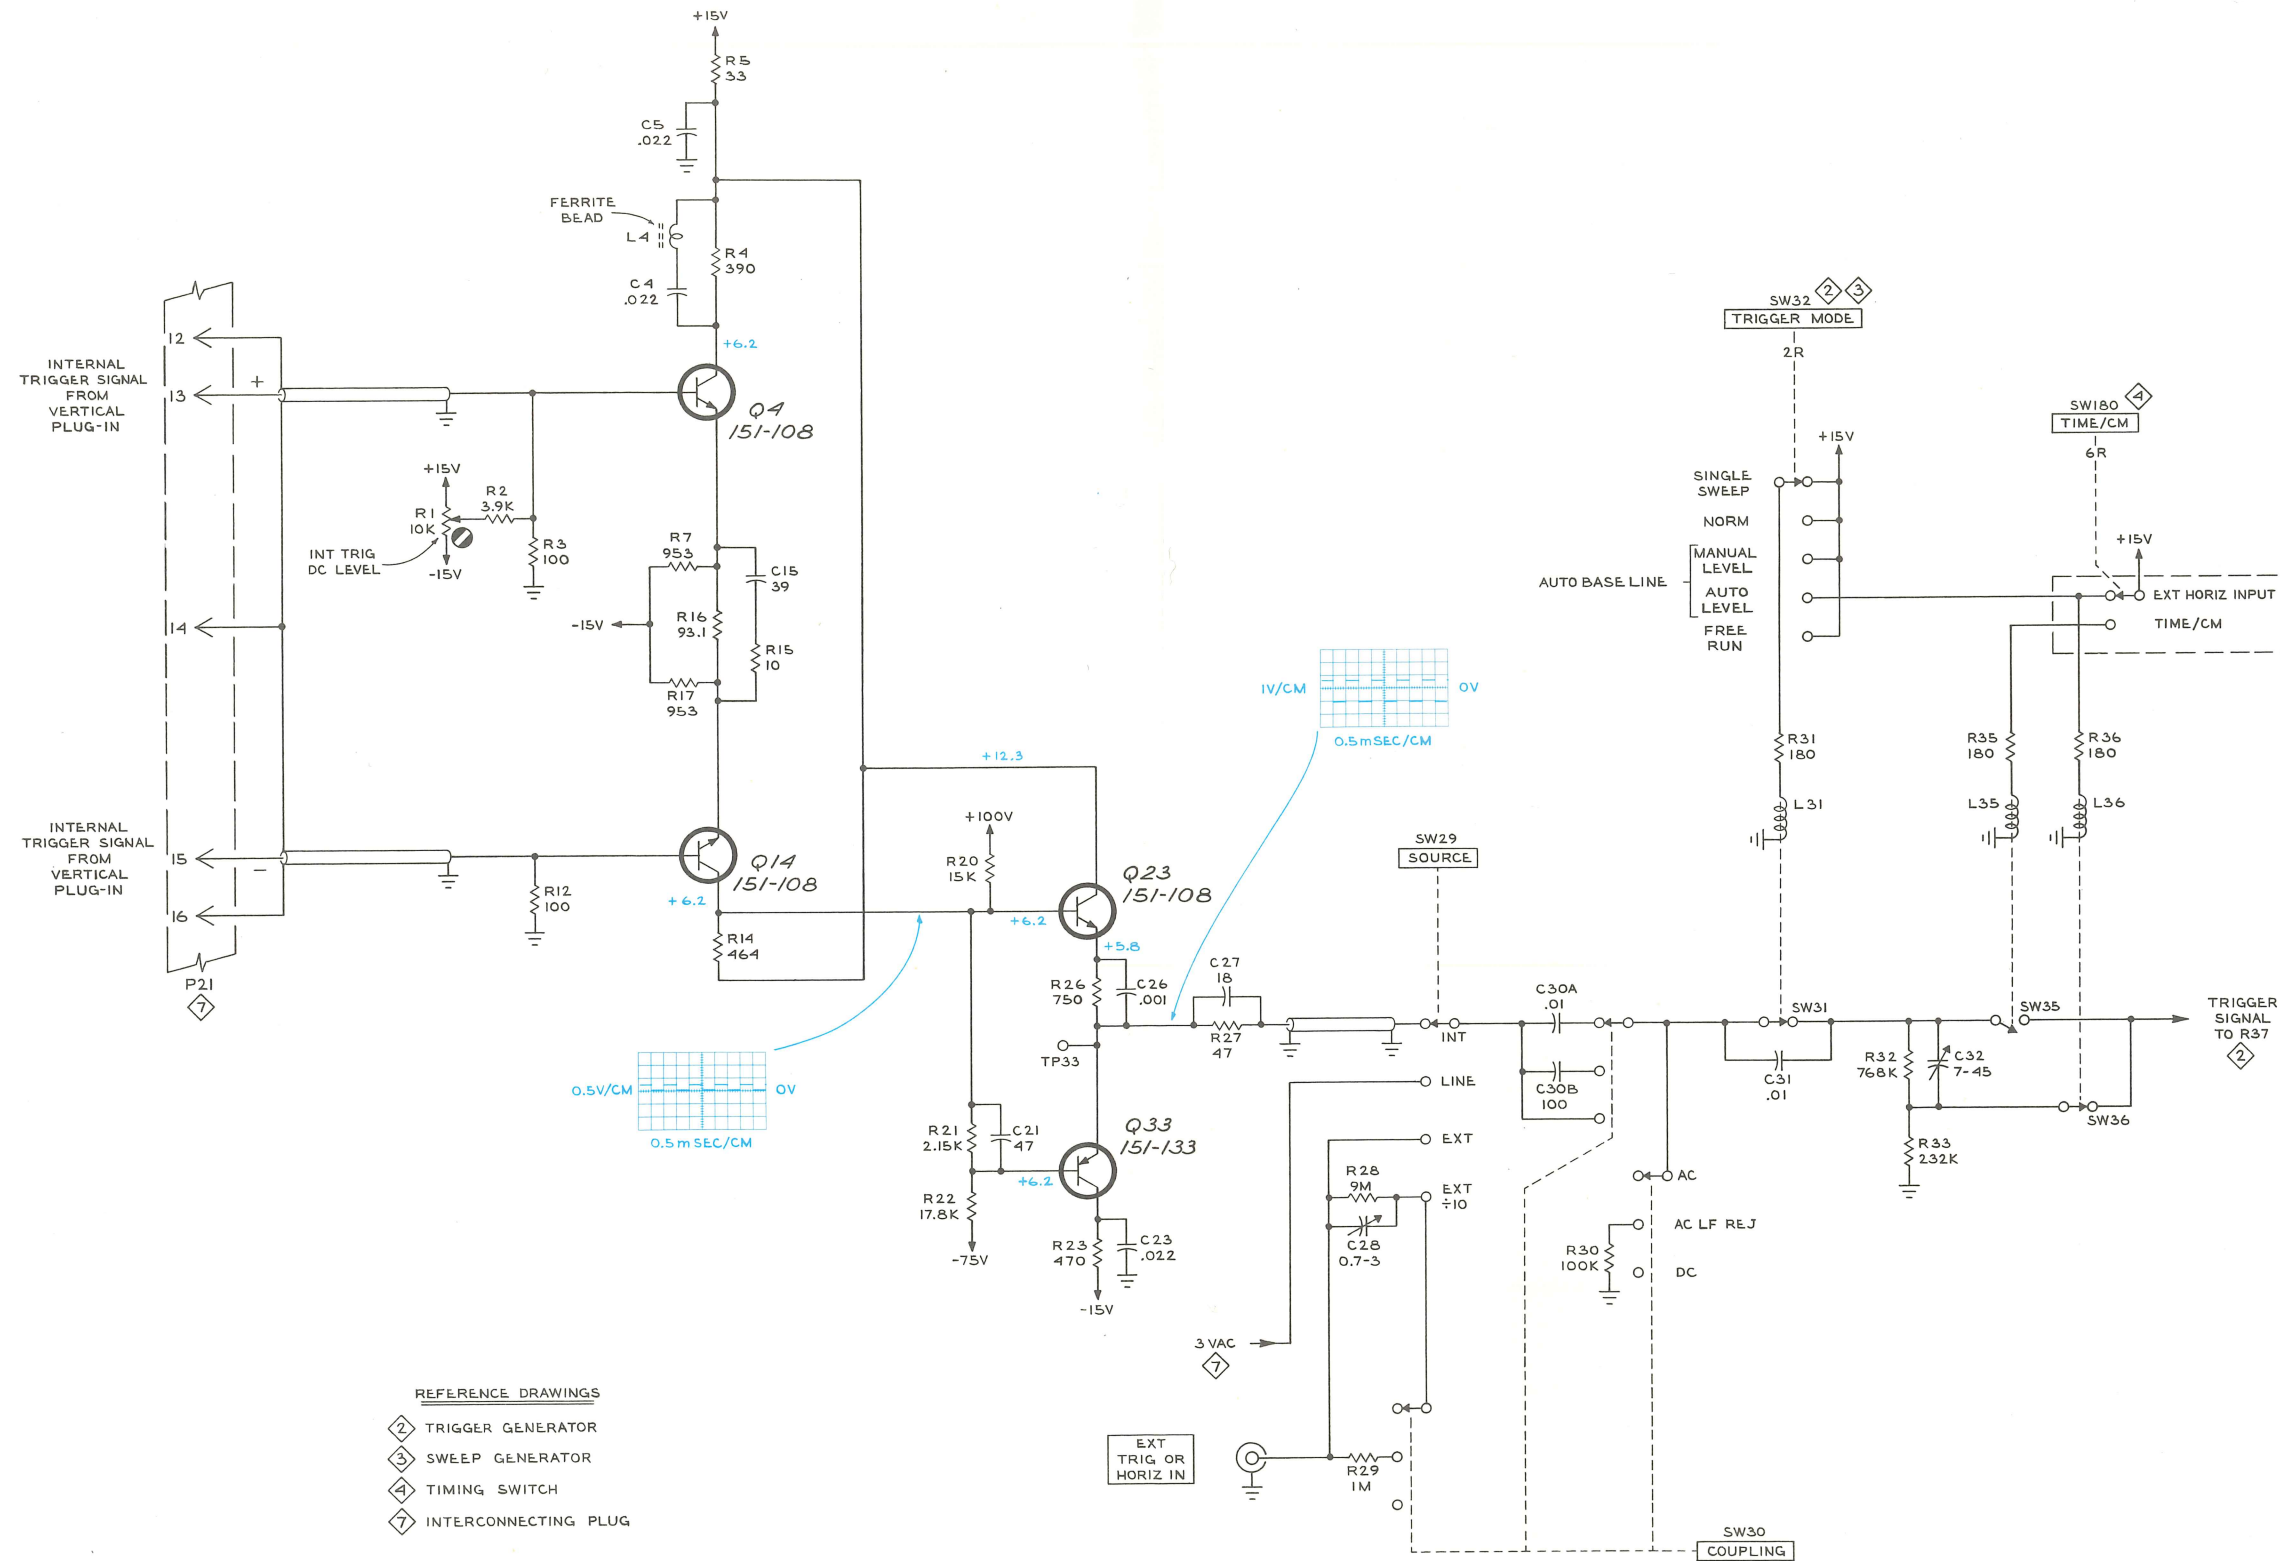 +15V
R5
33
C5
.022
FERRITE
BEAD
L4
R4
390
C4
.022
+6.2
12
INTERNAL
TRIGGER SIGNAL
FROM
VERTICAL
PLUG-IN
+
13
Q4
151-108
+15V
R1
10K
-15V
R2
3.9K
R3
100
INT TRIG
DC LEVEL
R7
953
C15
39
R16
93.1
-15V
R15
10
R17
953
14
INTERNAL
TRIGGER SIGNAL
FROM
VERTICAL
PLUG-IN
15
−
16
P21
7
R12
100
Q14
151-108
+6.2
R14
464
+12.3
+100V
R20
15K
+6.2
Q23
151-108
+5.8
R26
750
C26
.001
C27
18
R27
47
TP33
0.5V/CM
0V
0.5mSEC/CM
1V/CM
0V
0.5mSEC/CM
R21
2.15K
C21
47
R22
17.8K
-75V
+6.2
Q33
151-133
R23
470
C23
.022
-15V
SW29
SOURCE
INT
LINE
EXT
EXT
÷10
R28
9M
C28
0.7-3
3 VAC
7
EXT
TRIG OR
HORIZ IN
R29
1M
C30A
.01
C30B
100
AC
AC LF REJ
DC
R30
100K
SW30
COUPLING
SW32
2
3
TRIGGER MODE
2R
+15V
SINGLE
SWEEP
NORM
AUTO BASE LINE
MANUAL
LEVEL
AUTO
LEVEL
FREE
RUN
SW180
4
TIME/CM
6R
+15V
EXT HORIZ INPUT
TIME/CM
R31
180
L31
R35
180
L35
R36
180
L36
SW31
C31
.01
R32
768K
C32
7-45
R33
232K
SW35
SW36
TRIGGER
SIGNAL
TO R37
2
REFERENCE DRAWINGS
2 TRIGGER GENERATOR
3 SWEEP GENERATOR
4 TIMING SWITCH
7 INTERCONNECTING PLUG